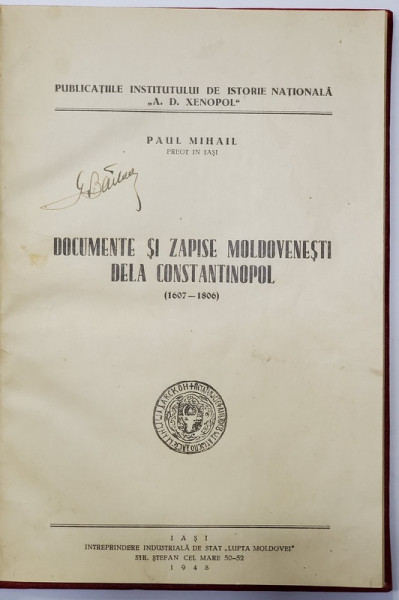 PUBLICAȚIILE INSTITUTULUI DE ISTORIE NAȚIONALĂ
„A. D. XENOPOL“
PAUL MIHAIL
PREOT IN IAȘI
DOCUMENTE ȘI ZAPISE MOLDOVENEȘTI
DELA CONSTANTINOPOL
(1607—1806)
IAȘI
INTREPRINDERE INDUSTRIALĂ DE STAT „LUPTA MOLDOVEI“
STR. ȘTEFAN CEL MARE 50-52
1948